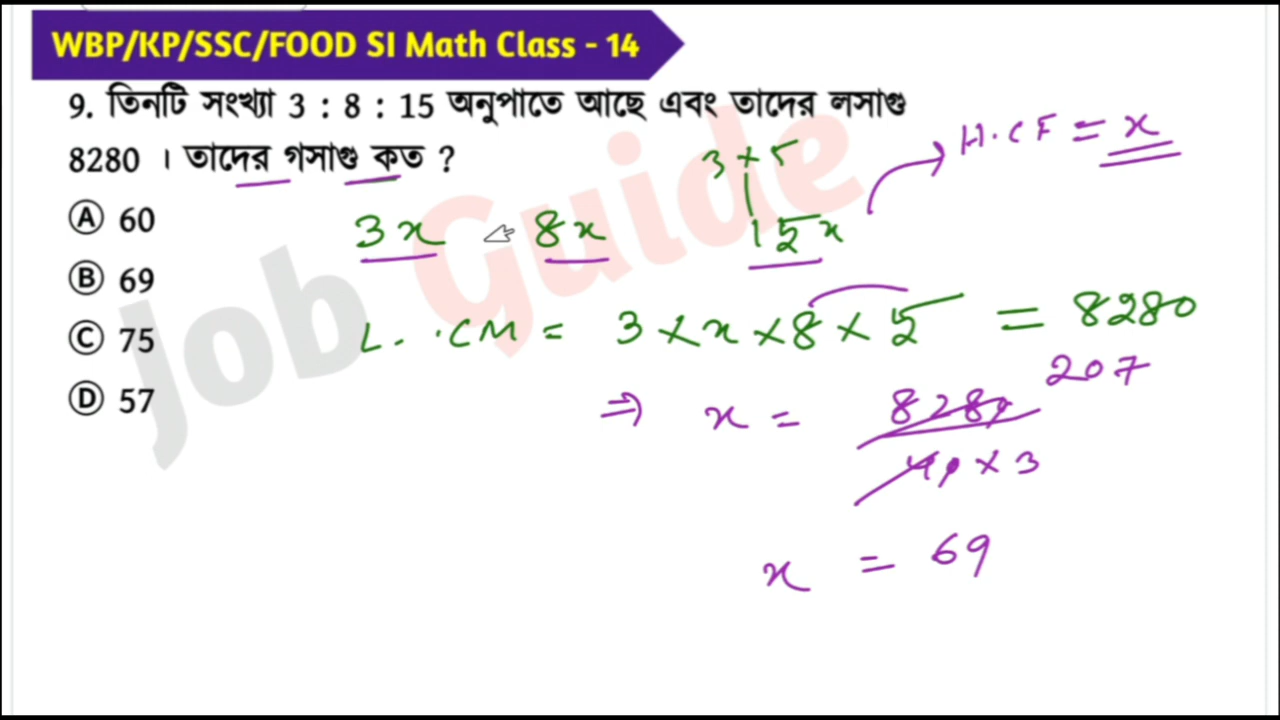 WBP/KP/SSC/FOOD SI Math Class - 14
9. তিনটি সংখ্যা 3 : 8 : 15 অনুপাতে আছে এবং তাদের লসাগু
8280 । তাদের গসাগু কত ?
H.CF = x
3 × 5
A 60
3x 8x 15x
B 69
L. .CM = 3 × x × 8 × 5 = 8280
C 75
207
⇒ x = 8280
D 57
40 × 3
x = 69
Job Guide